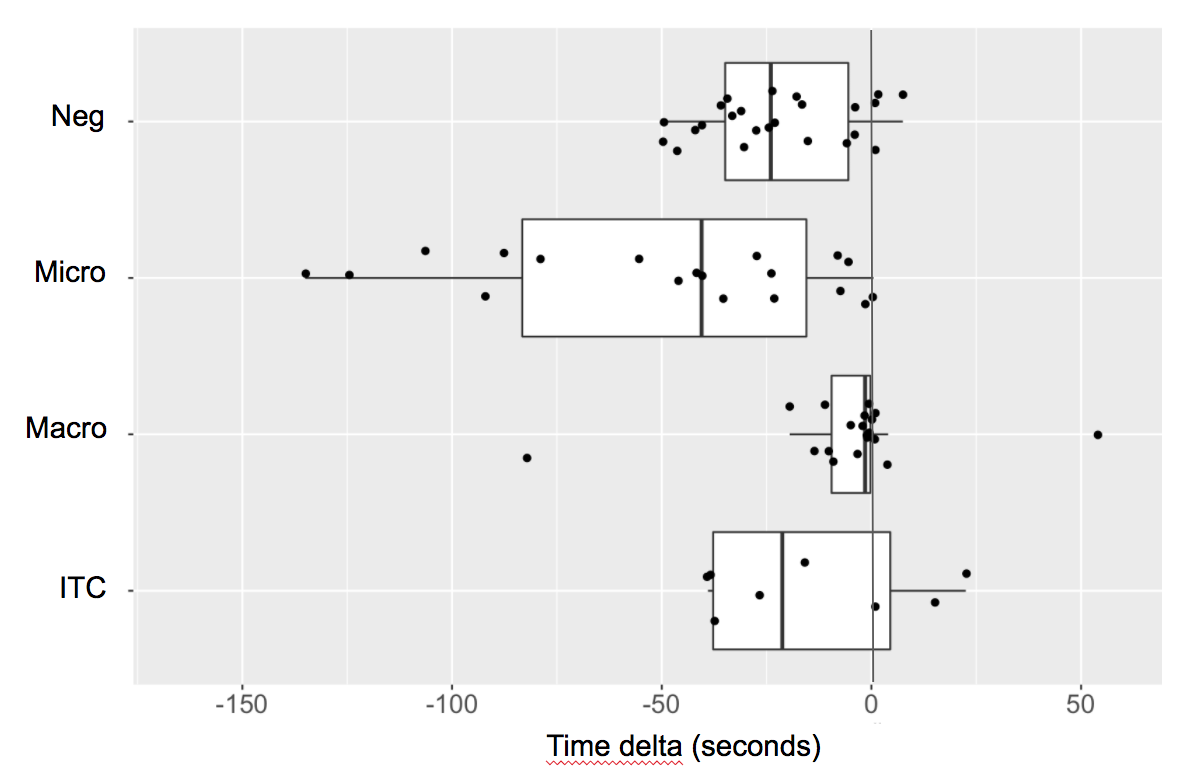 Neg
Micro
Macro
ITC
-150 -100 -50 0 50
Time delta (seconds)